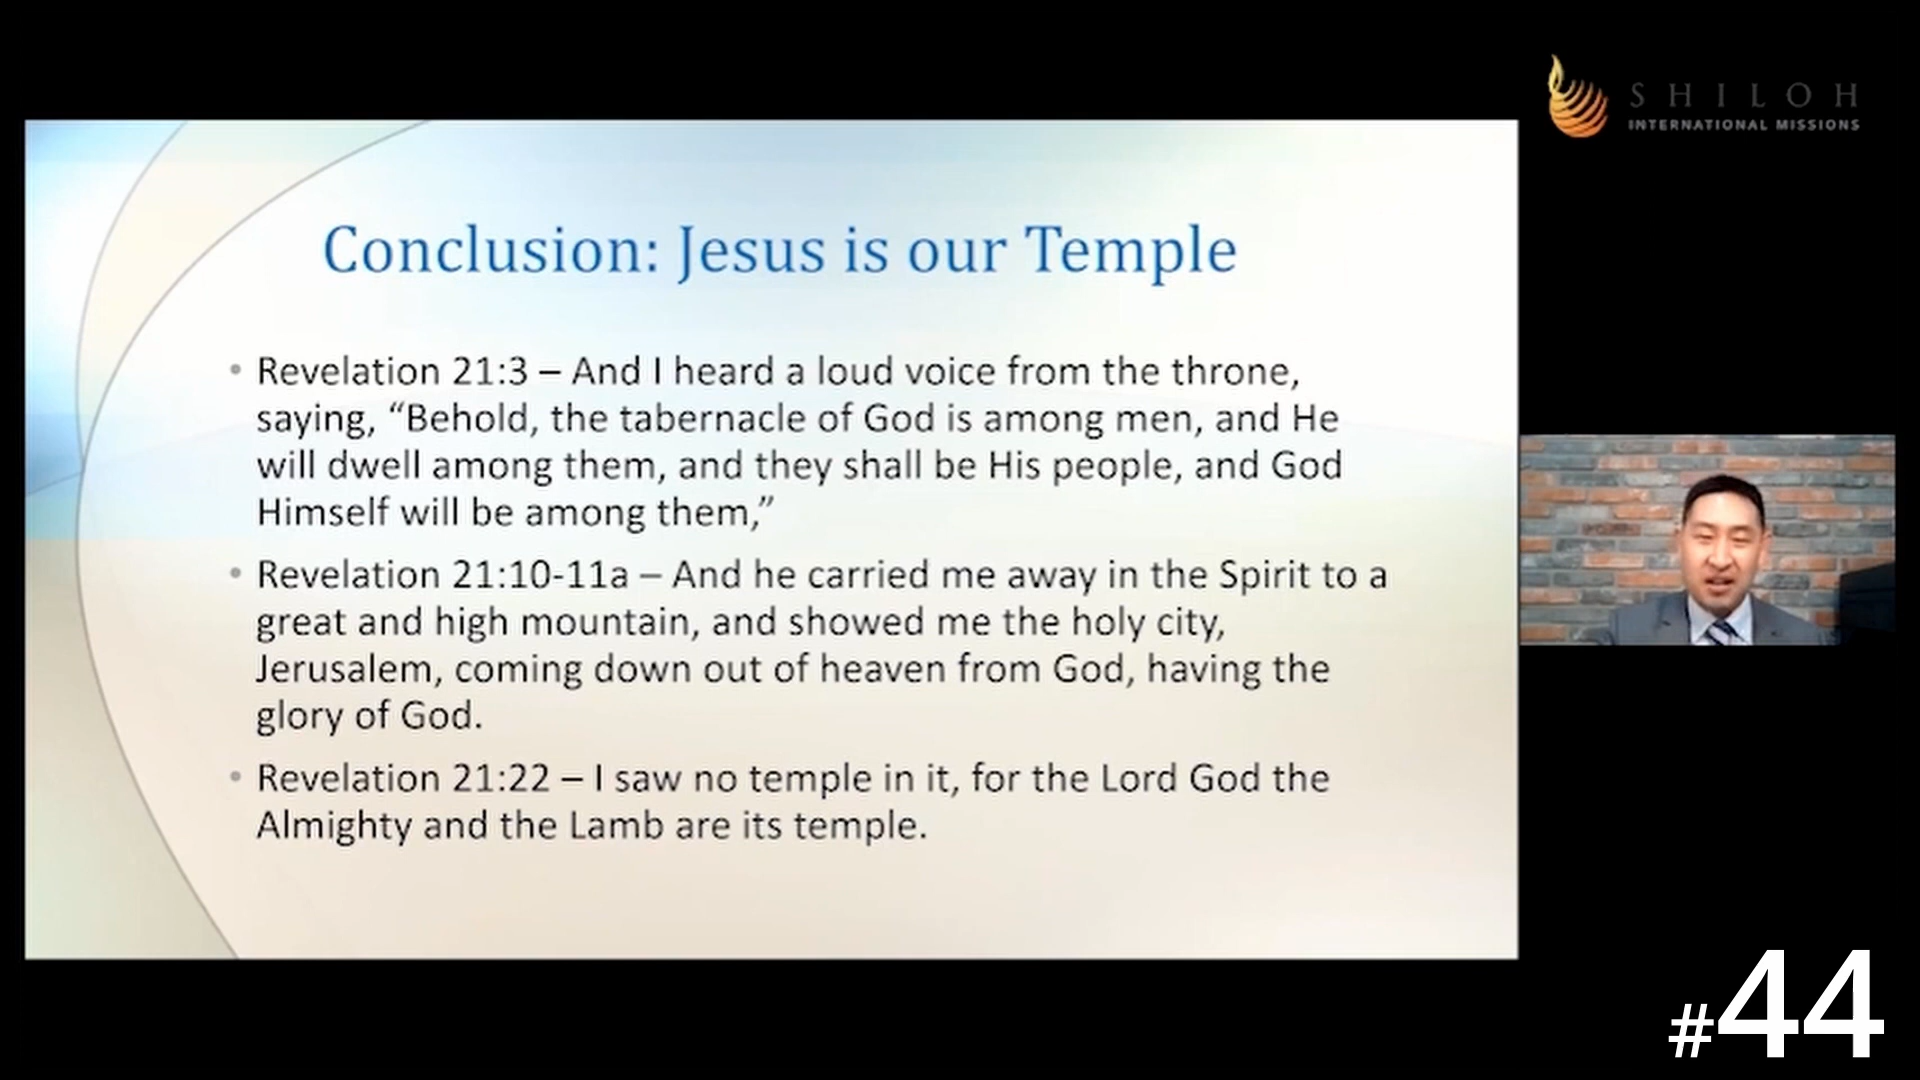 SHILOH
INTERNATIONAL MISSIONS
Conclusion: Jesus is our Temple
• Revelation 21:3 – And I heard a loud voice from the throne,
saying, “Behold, the tabernacle of God is among men, and He
will dwell among them, and they shall be His people, and God
Himself will be among them,”
• Revelation 21:10-11a – And he carried me away in the Spirit to a
great and high mountain, and showed me the holy city,
Jerusalem, coming down out of heaven from God, having the
glory of God.
• Revelation 21:22 – I saw no temple in it, for the Lord God the
Almighty and the Lamb are its temple.
#44